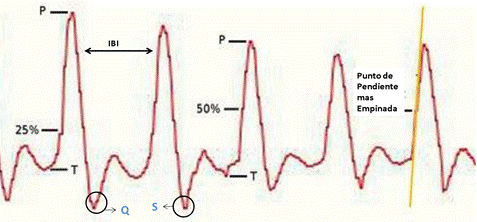 P
IBI
P
Punto de
Pendiente
mas
Empinada
50%
25%
T
T
Q
S